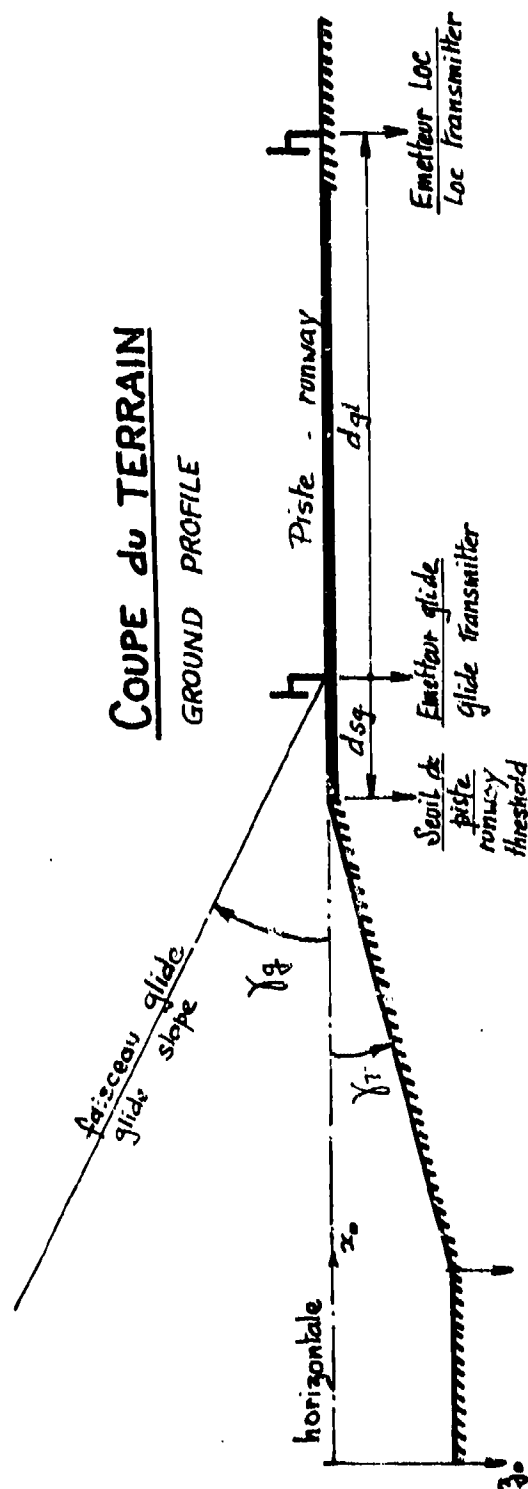 COUPE du TERRAIN
GROUND PROFILE
faisceau glide
glide slope
γg
horizontale
x₀
γT
z₀
Piste - runway
dsg
dgl
Seuil de
piste
runway
threshold
Emetteur glide
glide transmitter
Emetteur Loc
Loc transmitter